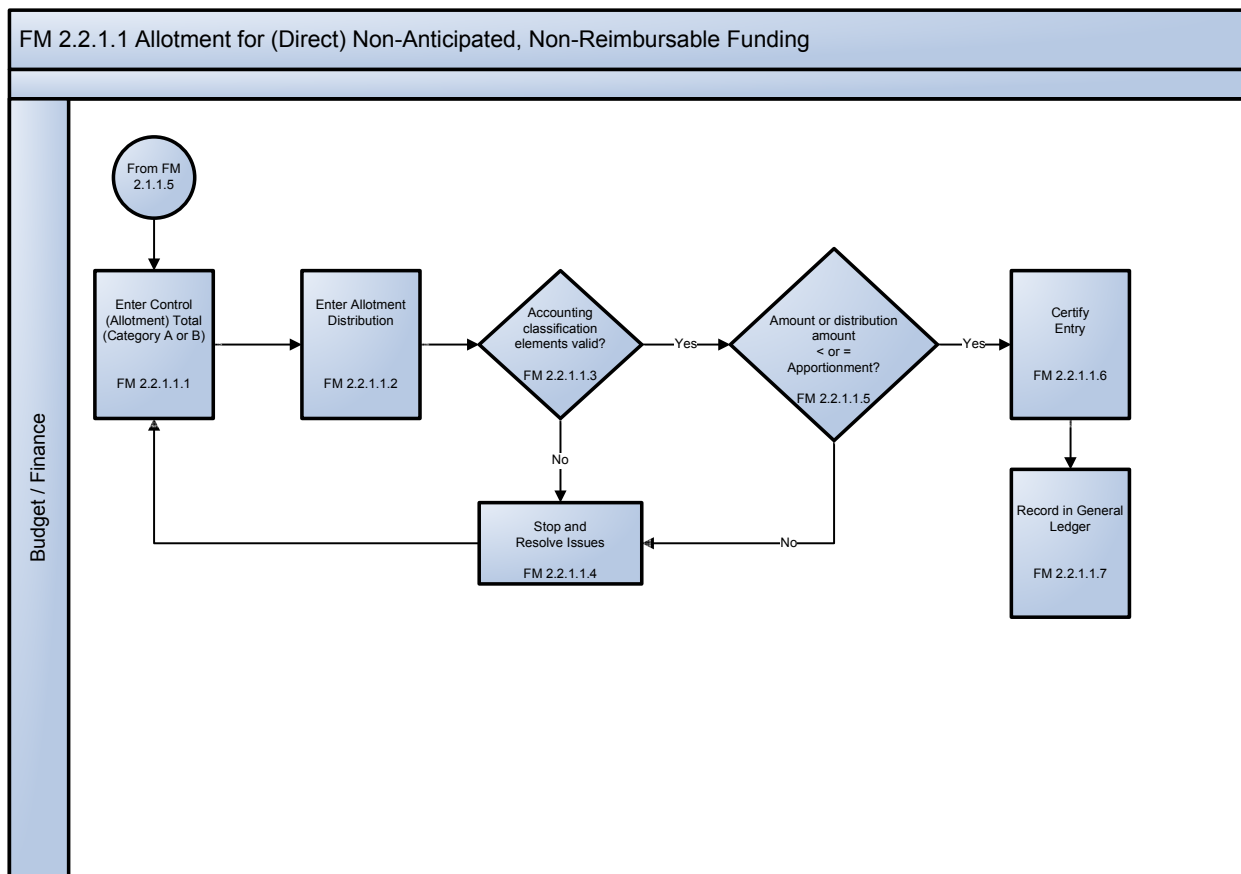 FM 2.2.1.1 Allotment for (Direct) Non-Anticipated, Non-Reimbursable Funding
Budget / Finance
From FM
2.1.1.5
Enter Control
(Allotment) Total
(Category A or B)
FM 2.2.1.1.1
Enter Allotment
Distribution
FM 2.2.1.1.2
Accounting
classification
elements valid?
FM 2.2.1.1.3
Yes
Amount or distribution
amount
< or =
Apportionment?
FM 2.2.1.1.5
Yes
Certify
Entry
FM 2.2.1.1.6
No
Stop and
Resolve Issues
FM 2.2.1.1.4
No
Record in General
Ledger
FM 2.2.1.1.7